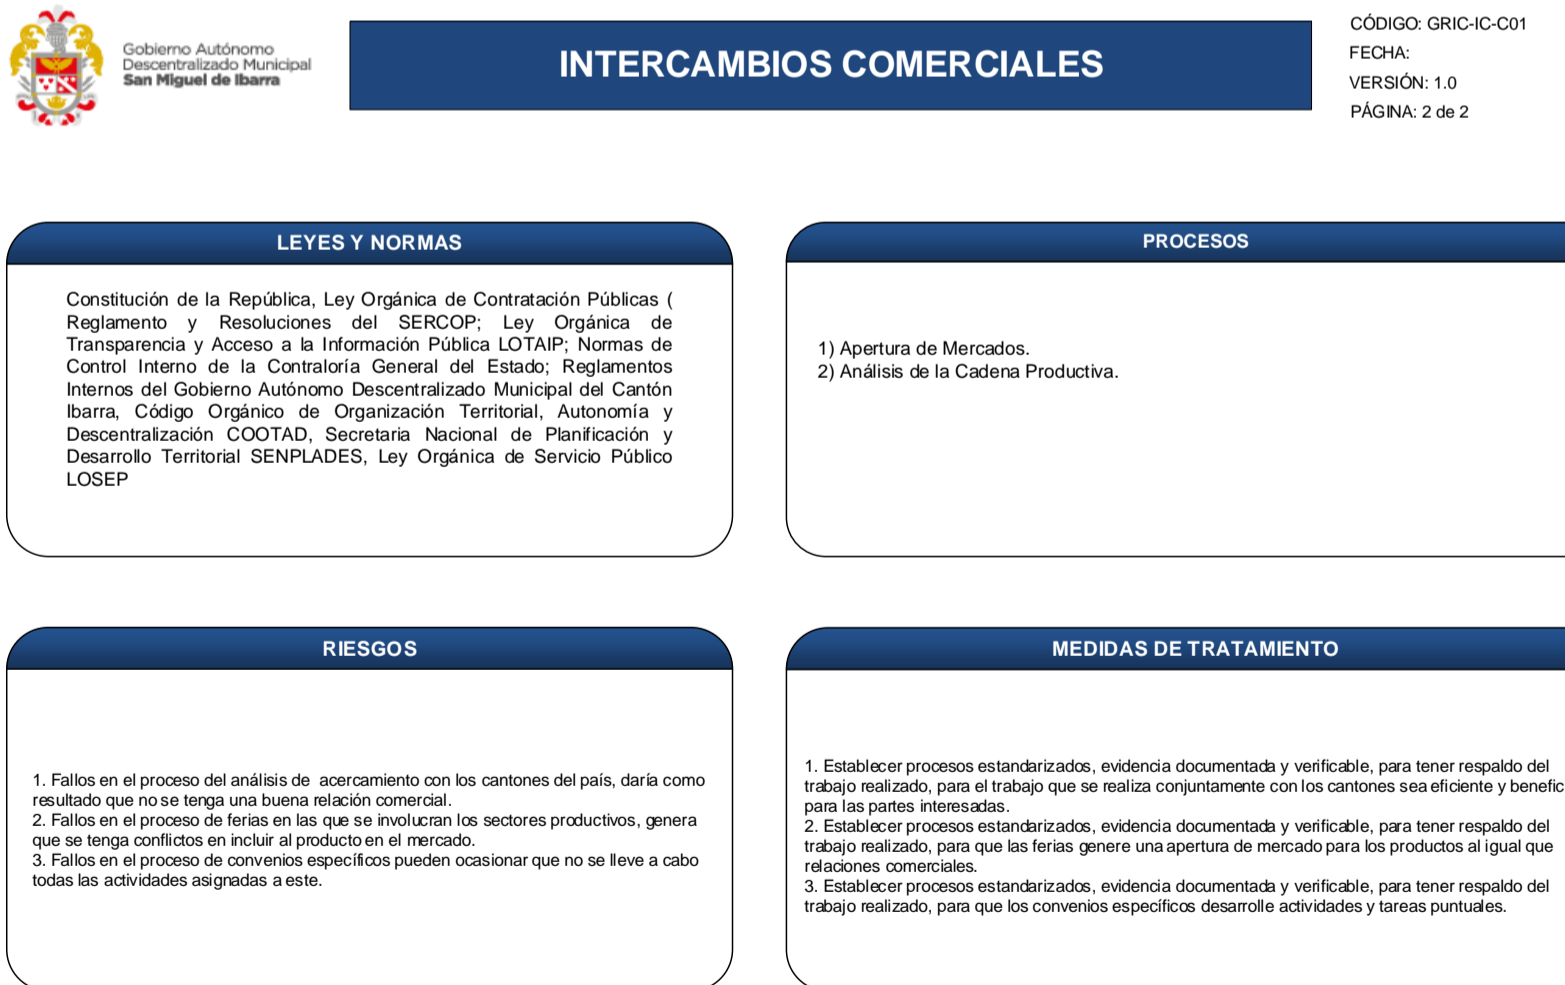 Gobierno Autónomo
Descentralizado Municipal
San Miguel de Ibarra
INTERCAMBIOS COMERCIALES
CÓDIGO: GRIC-IC-C01
FECHA:
VERSIÓN: 1.0
PÁGINA: 2 de 2
LEYES Y NORMAS
Constitución de la República, Ley Orgánica de Contratación Públicas (
Reglamento y Resoluciones del SERCOP; Ley Orgánica de
Transparencia y Acceso a la Información Pública LOTAIP; Normas de
Control Interno de la Contraloría General del Estado; Reglamentos
Internos del Gobierno Autónomo Descentralizado Municipal del Cantón
Ibarra, Código Orgánico de Organización Territorial, Autonomía y
Descentralización COOTAD, Secretaria Nacional de Planificación y
Desarrollo Territorial SENPLADES, Ley Orgánica de Servicio Público
LOSEP
PROCESOS
1) Apertura de Mercados.
2) Análisis de la Cadena Productiva.
RIESGOS
1. Fallos en el proceso del análisis de acercamiento con los cantones del país, daría como
resultado que no se tenga una buena relación comercial.
2. Fallos en el proceso de ferias en las que se involucran los sectores productivos, genera
que se tenga conflictos en incluir al producto en el mercado.
3. Fallos en el proceso de convenios específicos pueden ocasionar que no se lleve a cabo
todas las actividades asignadas a este.
MEDIDAS DE TRATAMIENTO
1. Establecer procesos estandarizados, evidencia documentada y verificable, para tener respaldo del
trabajo realizado, para el trabajo que se realiza conjuntamente con los cantones sea eficiente y benefic
para las partes interesadas.
2. Establecer procesos estandarizados, evidencia documentada y verificable, para tener respaldo del
trabajo realizado, para que las ferias genere una apertura de mercado para los productos al igual que
relaciones comerciales.
3. Establecer procesos estandarizados, evidencia documentada y verificable, para tener respaldo del
trabajo realizado, para que los convenios específicos desarrolle actividades y tareas puntuales.